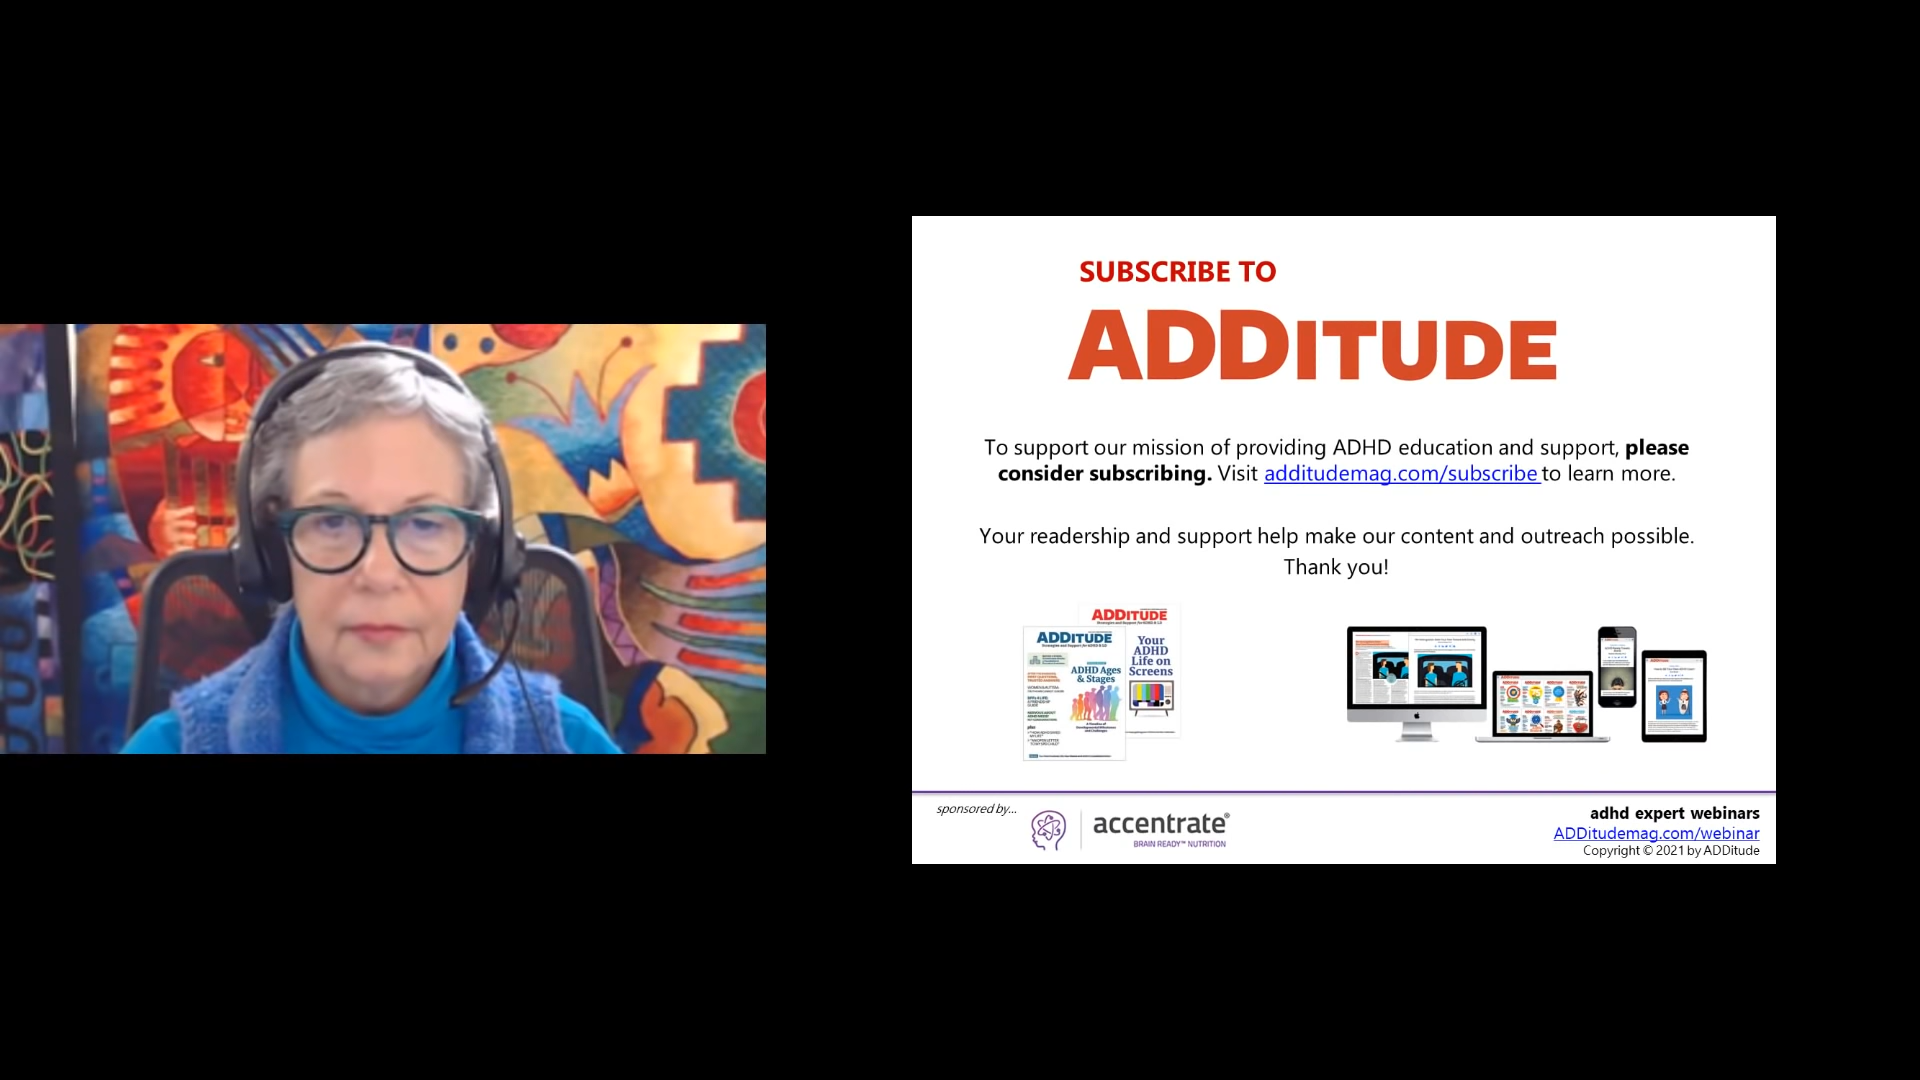 SUBSCRIBE TO
ADDITUDE
To support our mission of providing ADHD education and support, please
consider subscribing. Visit additudemag.com/subscribe to learn more.
Your readership and support help make our content and outreach possible.
Thank you!
ADDITUDE
ADDITUDE
Your
ADHD
Life on
Screens
ADHD Ages
& Stages
sponsored by...
accentrate®
BRAIN READY™ NUTRITION
adhd expert webinars
ADDitudemag.com/webinar
Copyright © 2021 by ADDitude